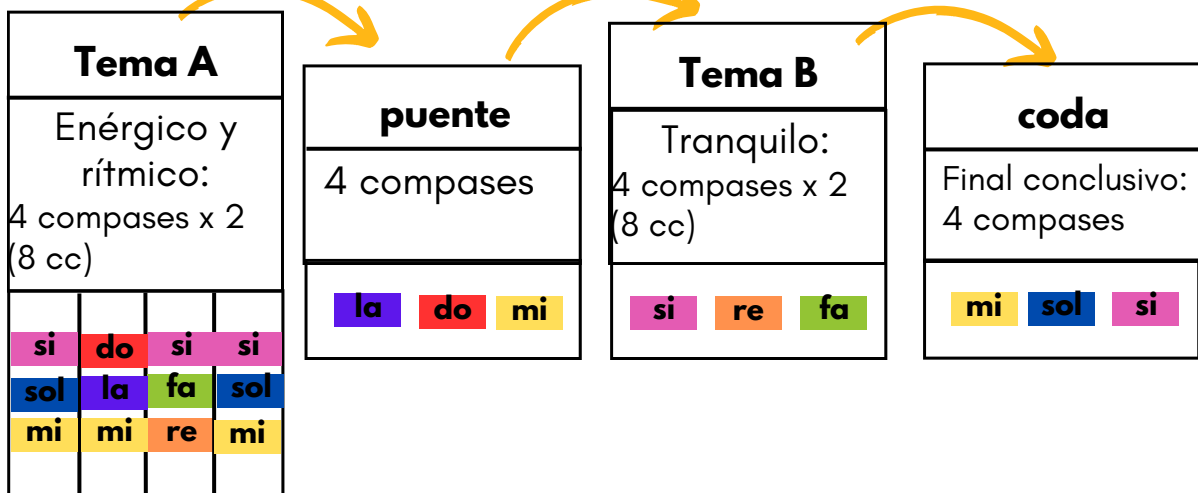 Tema A
Enérgico y
rítmico:
4 compases x 2
(8 cc)
si do si si
sol la fa sol
mi mi re mi
puente
4 compases
la do mi
Tema B
Tranquilo:
4 compases x 2
(8 cc)
si re fa
coda
Final conclusivo:
4 compases
mi sol si